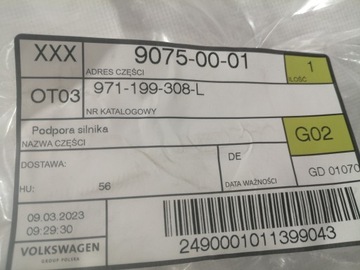 XXX
9075-00-01
1
ADRES CZĘŚCI
ILOŚĆ
OT03
971-199-308-L
NR KATALOGOWY
Podpora silnika
NAZWA CZĘŚCI
G02
DOSTAWA:
DE
GD 01070
HU:
56
DATA WAŻNOŚCI
09.03.2023
09:29:30
VOLKSWAGEN
GROUP POLSKA
2490001011399043